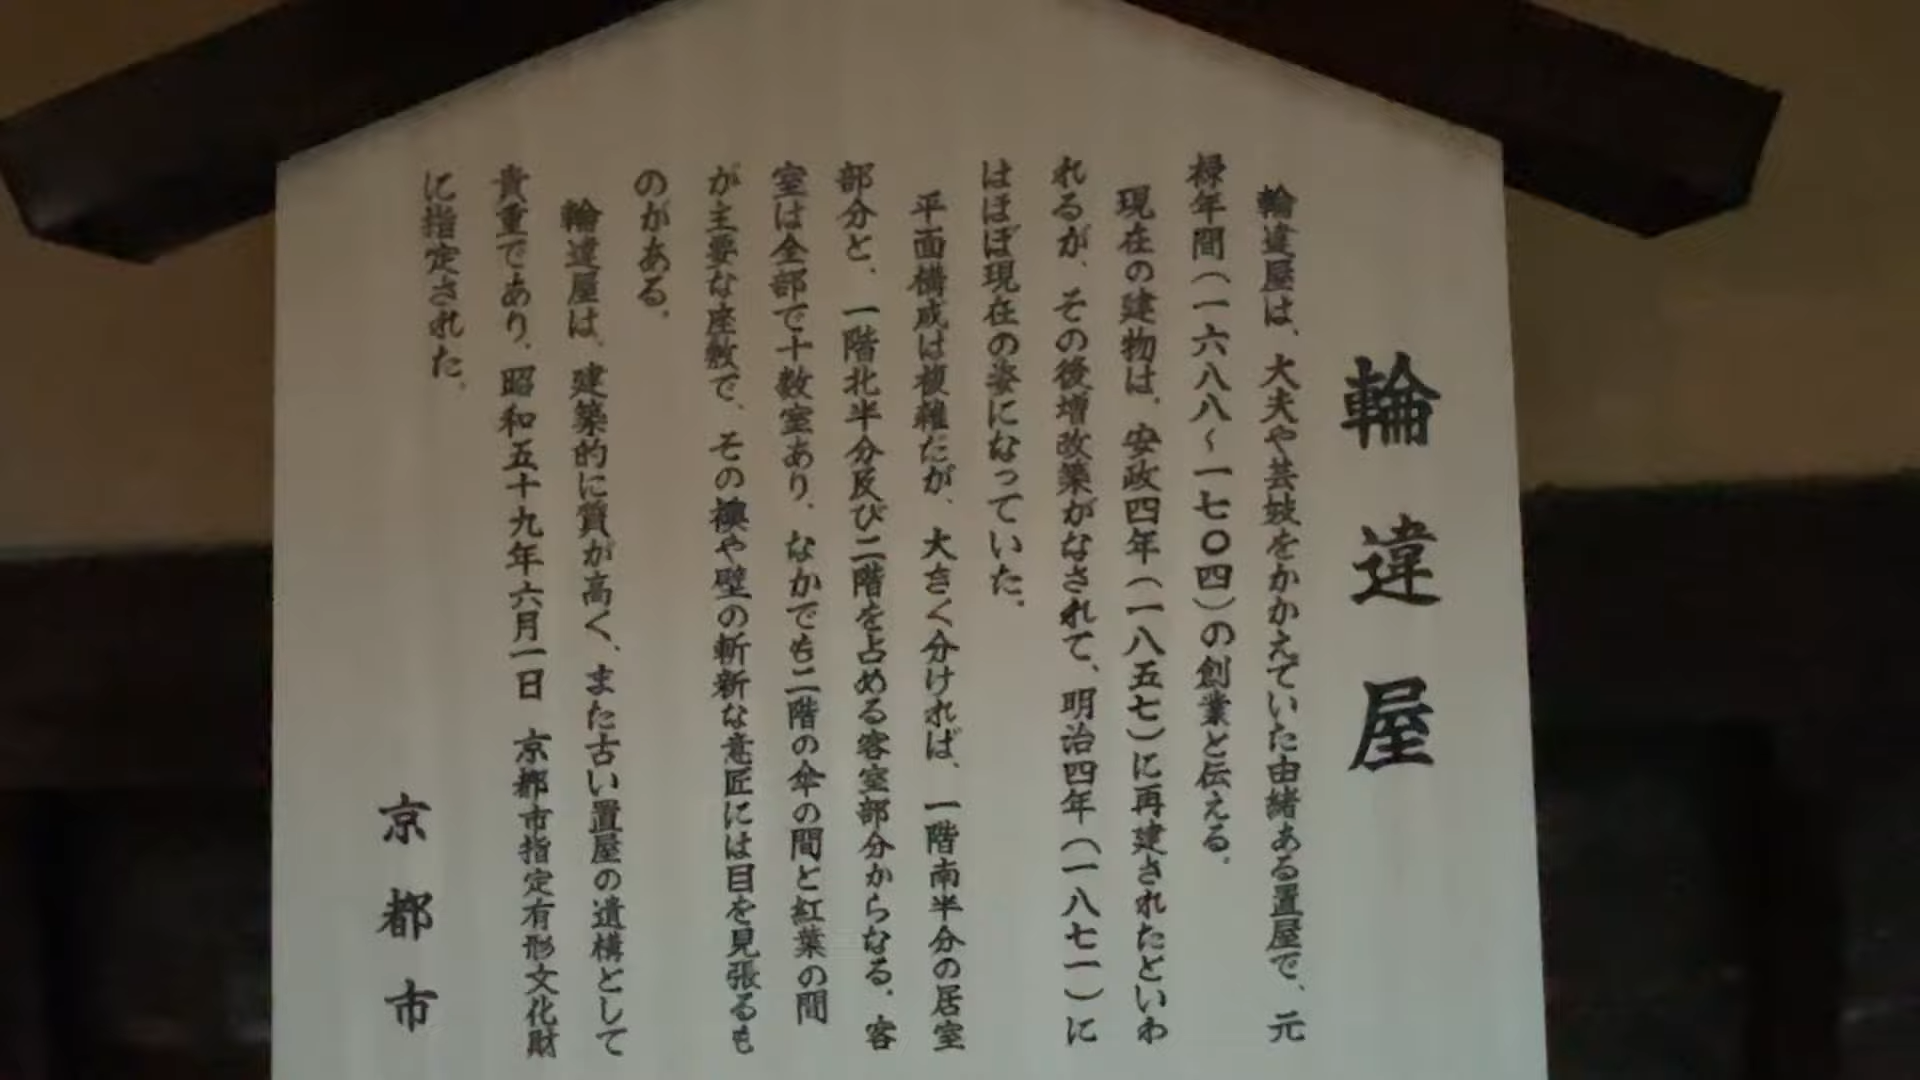 輪違屋
輪違屋は、大夫や芸妓をかかえていた由緒ある置屋で、元
禄年間（一六八八～一七〇四）の創業と伝える。
現在の建物は、安政四年（一八五七）に再建されたといわ
れるが、その後増改築がなされて、明治四年（一八七一）に
はほぼ現在の姿になっていた。
平面構成は複雑だが、大きく分ければ、一階南半分の居室
部分と、一階北半分及び二階を占める客室部分からなる。客
室は全部で十数室あり、なかでも二階の傘の間と紅葉の間
が主要な座敷で、その襖や壁の斬新な意匠には目を見張るも
のがある。
輪違屋は、建築的に質が高く、また古い置屋の遺構として
貴重であり、昭和五十九年六月一日　京都市指定有形文化財
に指定された。
京都市